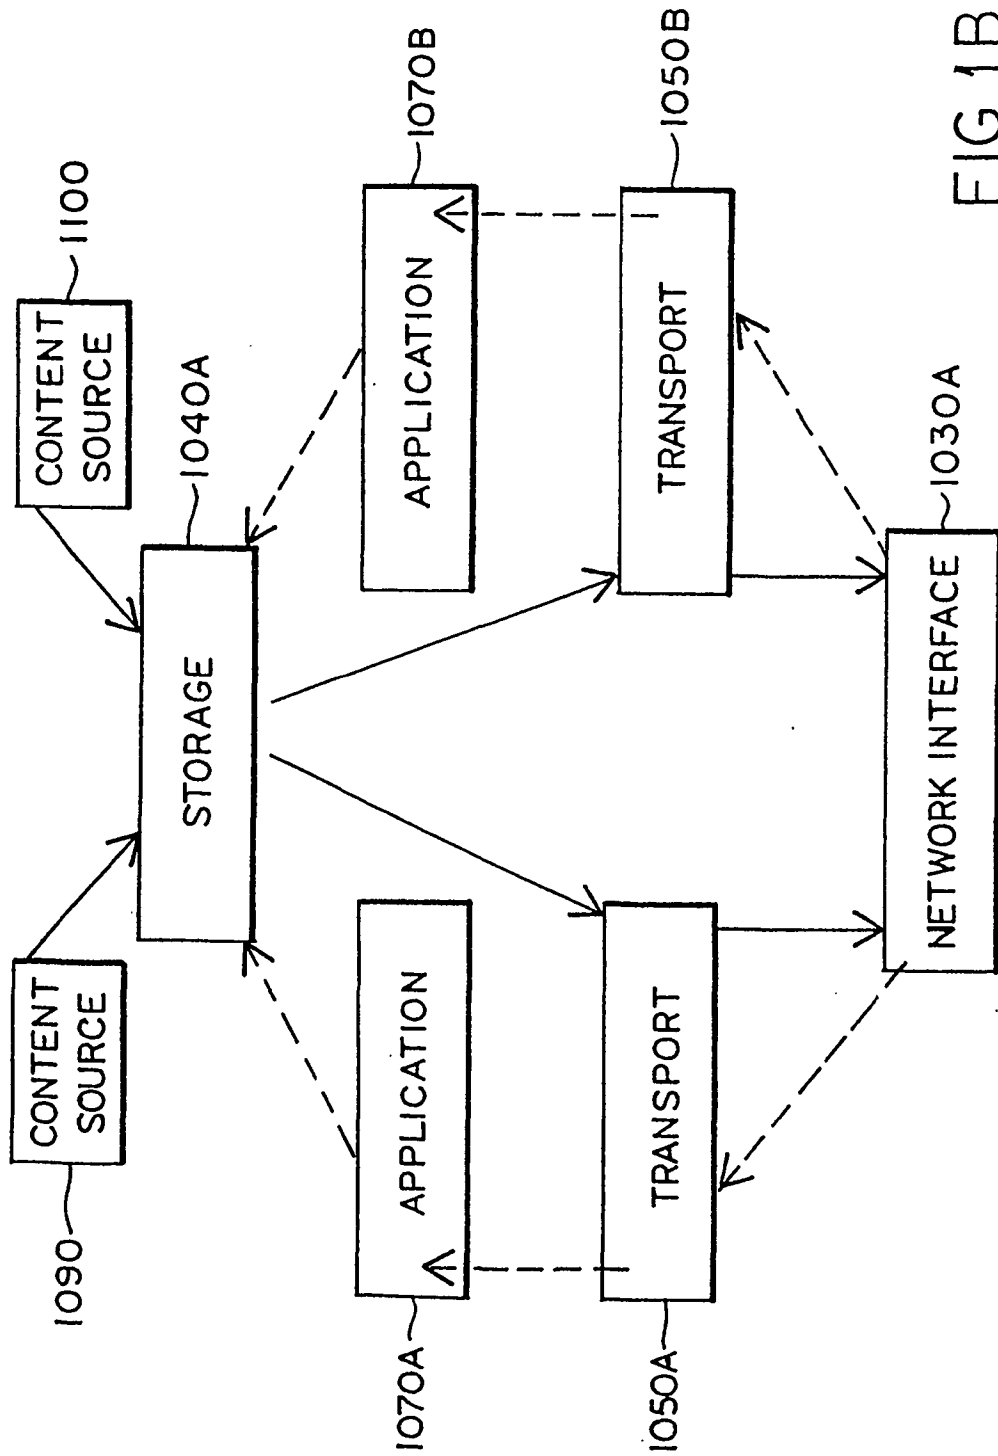 1090
CONTENT
SOURCE
CONTENT
SOURCE
1100
STORAGE
1040A
1070A
APPLICATION
APPLICATION
1070B
1050A
TRANSPORT
TRANSPORT
1050B
NETWORK INTERFACE
1030A
FIG 1B